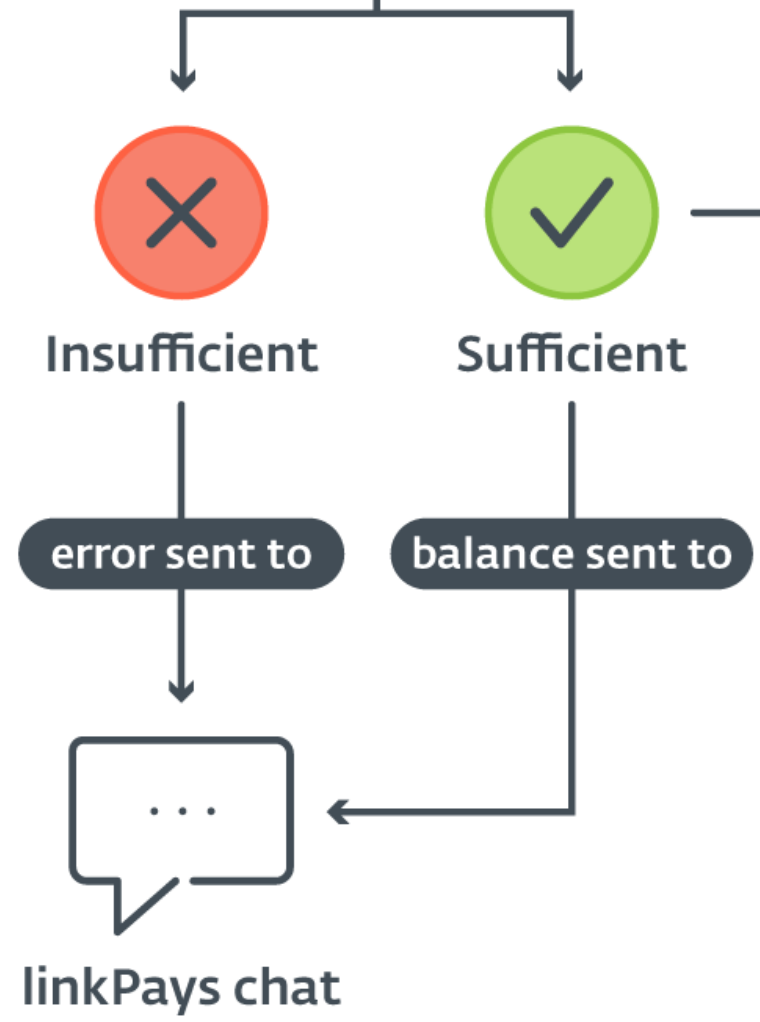 Insufficient
Sufficient
error sent to
balance sent to
linkPays chat